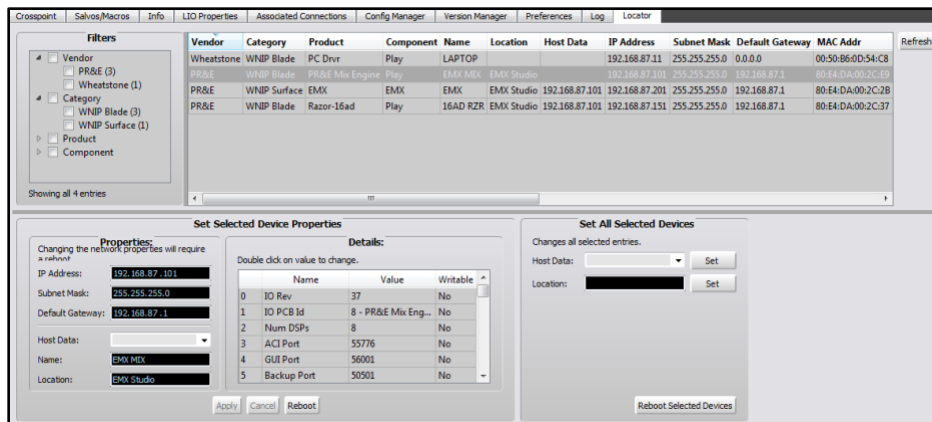 Crosspoint Salvos/Macros Info LIO Properties Associated Connections Config Manager Version Manager Preferences Log Locator
Filters
Vendor
PR&E (3)
Wheatstone (1)
Category
WNIP Blade (3)
WNIP Surface (1)
Product
Component
Showing all 4 entries
Vendor Category Product Component Name Location Host Data IP Address Subnet Mask Default Gateway MAC Addr
Wheatstone WNIP Blade PC Drvr Play LAPTOP 192.168.87.11 255.255.255.0 0.0.0.0 00:50:B6:0D:54:C8
PR&E WNIP Blade PR&E Mix Engine Play EMX MIX EMX Studio 192.168.87.101 255.255.255.0 192.168.87.1 80:E4:DA:00:2C:E9
PR&E WNIP Surface EMX EMX EMX EMX Studio 192.168.87.101 192.168.87.201 255.255.255.0 192.168.87.1 80:E4:DA:00:2C:2B
PR&E WNIP Blade Razor-16ad Play 16AD RZR EMX Studio 192.168.87.101 192.168.87.151 255.255.255.0 192.168.87.1 80:E4:DA:00:2C:37
Refresh
Set Selected Device Properties
Properties:
Changing the network properties will require
a reboot
IP Address: 192.168.87.101
Subnet Mask: 255.255.255.0
Default Gateway: 192.168.87.1
Host Data:
Name: EMX MIX
Location: EMX Studio
Details:
Double click on value to change.
Name Value Writable
0 IO Rev 37 No
1 IO PCB Id 8 - PR&E Mix Eng... No
2 Num DSPs 8 No
3 ACI Port 55776 No
4 GUI Port 56001 No
5 Backup Port 50501 No
Apply Cancel Reboot
Set All Selected Devices
Changes all selected entries.
Host Data: Set
Location: Set
Reboot Selected Devices